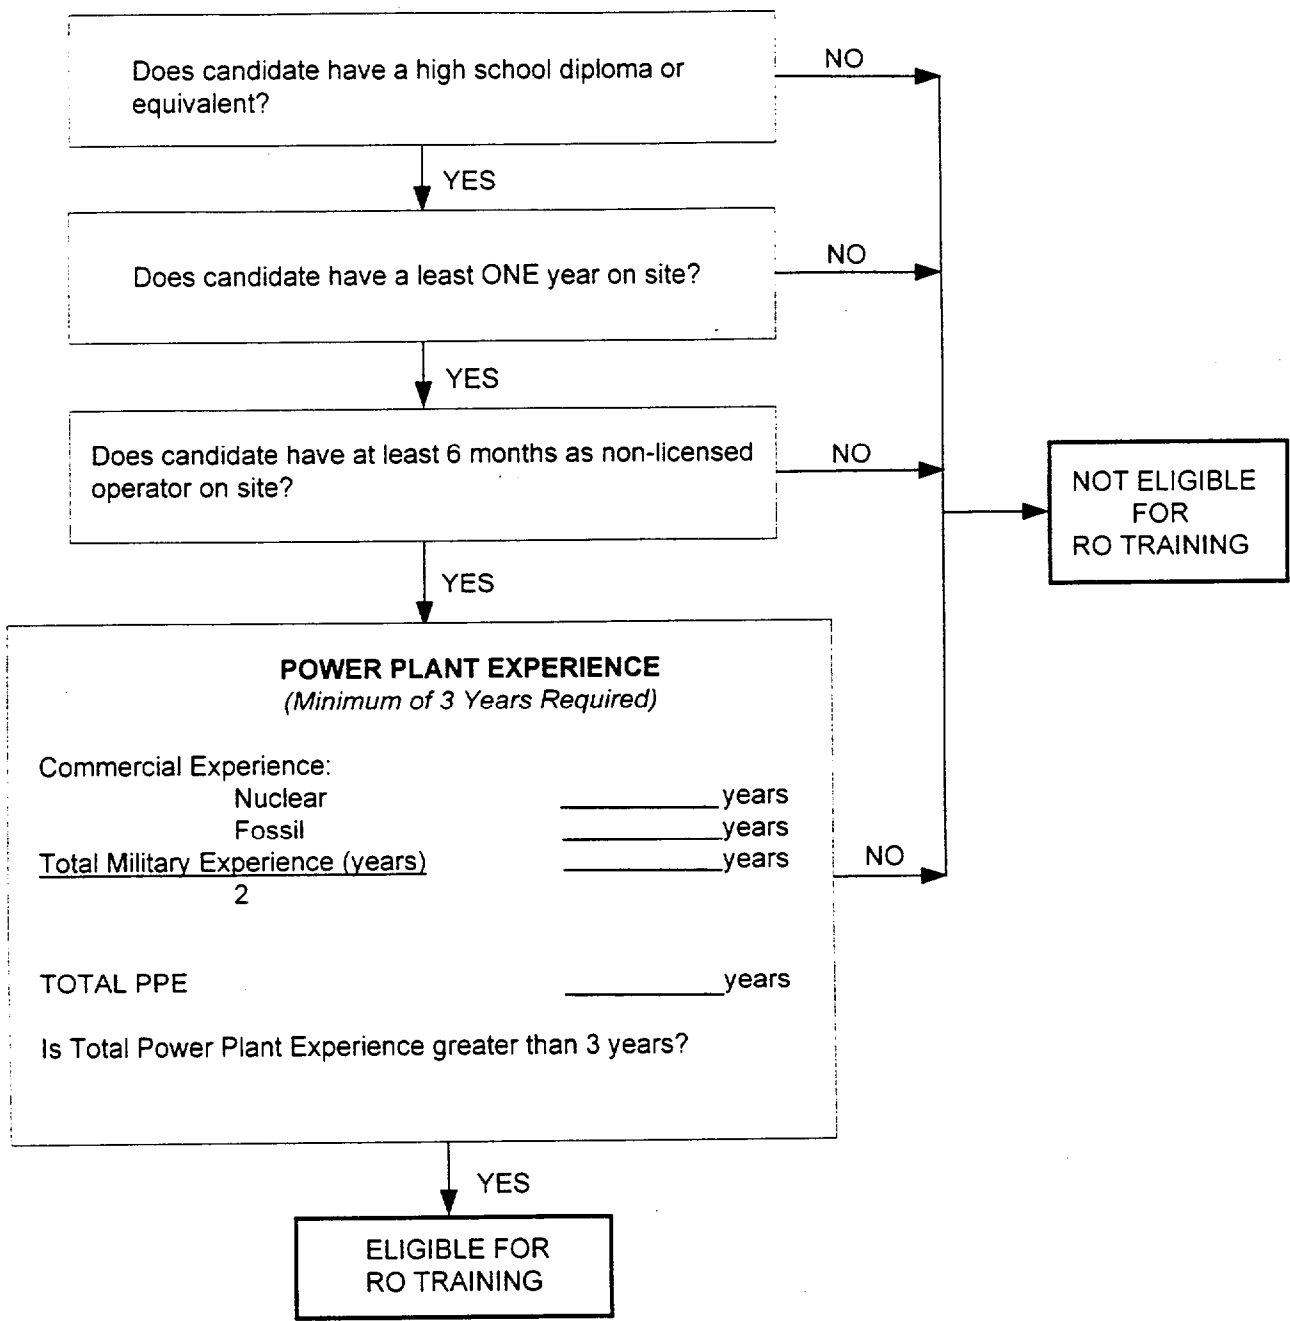 Does candidate have a high school diploma or
equivalent?
NO
YES
Does candidate have a least ONE year on site?
NO
YES
Does candidate have at least 6 months as non-licensed
operator on site?
NO
NOT ELIGIBLE
FOR
RO TRAINING
YES
POWER PLANT EXPERIENCE
(Minimum of 3 Years Required)
Commercial Experience:
Nuclear ________ years
Fossil ________ years
Total Military Experience (years) ________ years
2
NO
TOTAL PPE ________ years
Is Total Power Plant Experience greater than 3 years?
YES
ELIGIBLE FOR
RO TRAINING